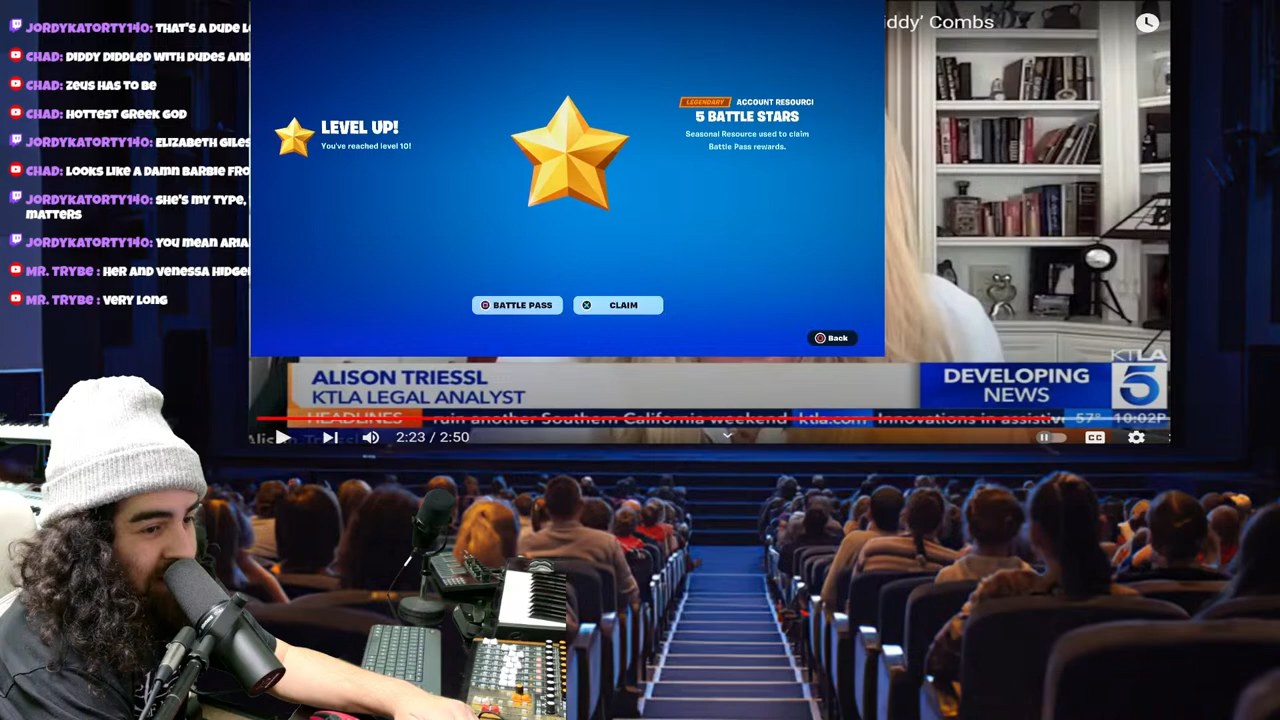 JORDYKATORTY140: THAT'S A DUDE
CHAD: DIDDY DIDDLED WITH DUDES AND
CHAD: ZEUS HAS TO BE
CHAD: HOTTEST GREEK GOD
JORDYKATORTY140: ELIZABETH GILES
CHAD: LOOKS LIKE A DAMN BARBIE FRO
JORDYKATORTY140: SHE'S MY TYPE,
MATTERS
JORDYKATORTY140: YOU MEAN ARIA
MR. TRYBE : HER AND VENESSA HIDGE
MR. TRYBE : VERY LONG
LEVEL UP!
You've reached level 10!
LEGENDARY ACCOUNT RESOURCI
5 BATTLE STARS
Seasonal Resource used to claim
Battle Pass rewards.
BATTLE PASS
CLAIM
Back
iddy' Combs
ALISON TRIESSL
KTLA LEGAL ANALYST
DEVELOPING
NEWS
KTLA
5
HEADLINES ruin another Southern California weekend ktla.com Innovations in assistiv 57° 10:02P
2:23 / 2:50
CC